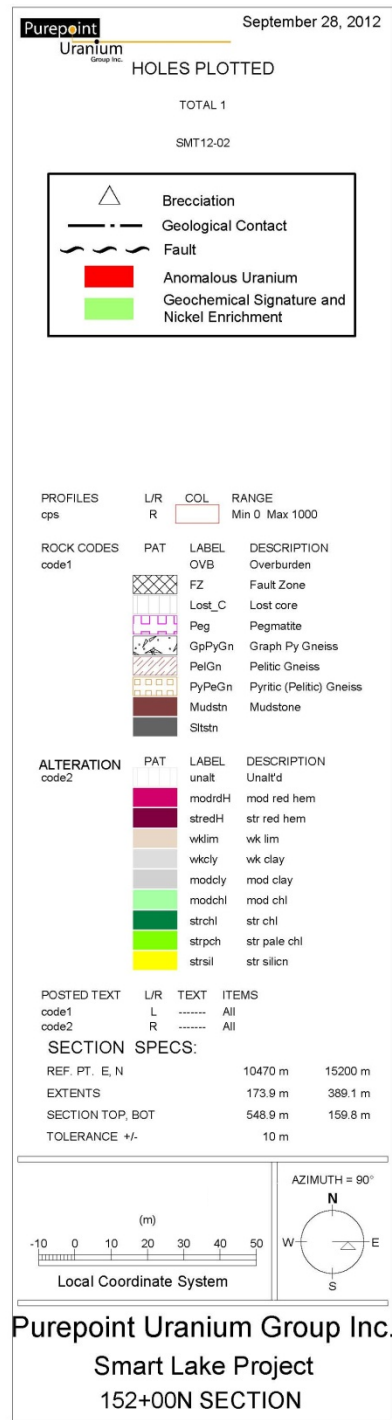 Purepoint
Uranium
Group Inc.
September 28, 2012
HOLES PLOTTED
TOTAL 1
SMT12-02
Brecciation
Geological Contact
Fault
Anomalous Uranium
Geochemical Signature and
Nickel Enrichment
PROFILES L/R COL RANGE
cps R Min 0 Max 1000
ROCK CODES PAT LABEL DESCRIPTION
code1 OVB Overburden
FZ Fault Zone
Lost_C Lost core
Peg Pegmatite
GpPyGn Graph Py Gneiss
PelGn Pelitic Gneiss
PyPeGn Pyritic (Pelitic) Gneiss
Mudstn Mudstone
Sltstn
ALTERATION PAT LABEL DESCRIPTION
code2 unalt Unalt'd
modrdH mod red hem
stredH str red hem
wklim wk lim
wkcly wk clay
modcly mod clay
modchl mod chl
strchl str chl
strpch str pale chl
strsil str silicn
POSTED TEXT L/R TEXT ITEMS
code1 L ------- All
code2 R ------- All
SECTION SPECS:
REF. PT. E, N 10470 m 15200 m
EXTENTS 173.9 m 389.1 m
SECTION TOP, BOT 548.9 m 159.8 m
TOLERANCE +/- 10 m
AZIMUTH = 90°
N
W E
S
(m)
-10 0 10 20 30 40 50
Local Coordinate System
Purepoint Uranium Group Inc.
Smart Lake Project
152+00N SECTION